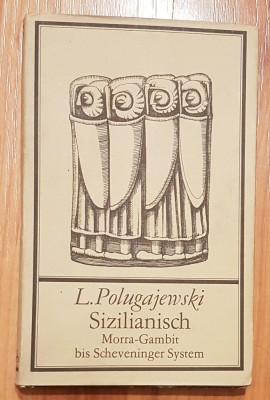 L. Polugajewski
Sizilianisch
Morra-Gambit
bis Scheveninger System